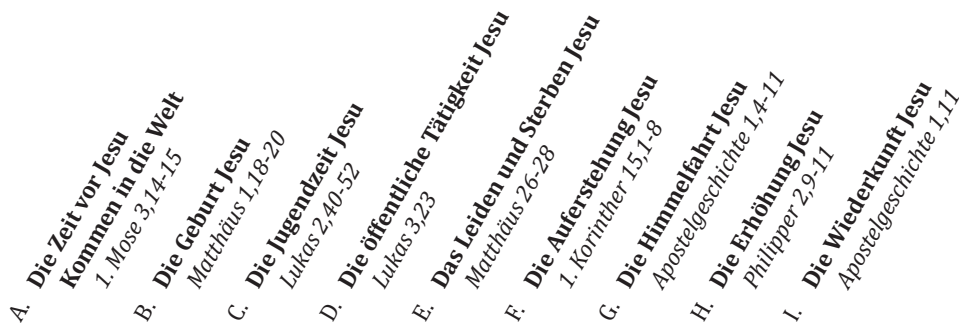 A. Die Zeit vor Jesu
Kommen in die Welt
1. Mose 3,14-15
B. Die Geburt Jesu
Matthäus 1,18-20
C. Die Jugendzeit Jesu
Lukas 2,40-52
D. Die öffentliche Tätigkeit Jesu
Lukas 3,23
E. Das Leiden und Sterben Jesu
Matthäus 26-28
F. Die Auferstehung Jesu
1.Korinther 15,1-8
G. Die Himmelfahrt Jesu
Apostelgeschichte 1,4-11
H. Die Erhöhung Jesu
Philipper 2,9-11
I. Die Wiederkunft Jesu
Apostelgeschichte 1,11